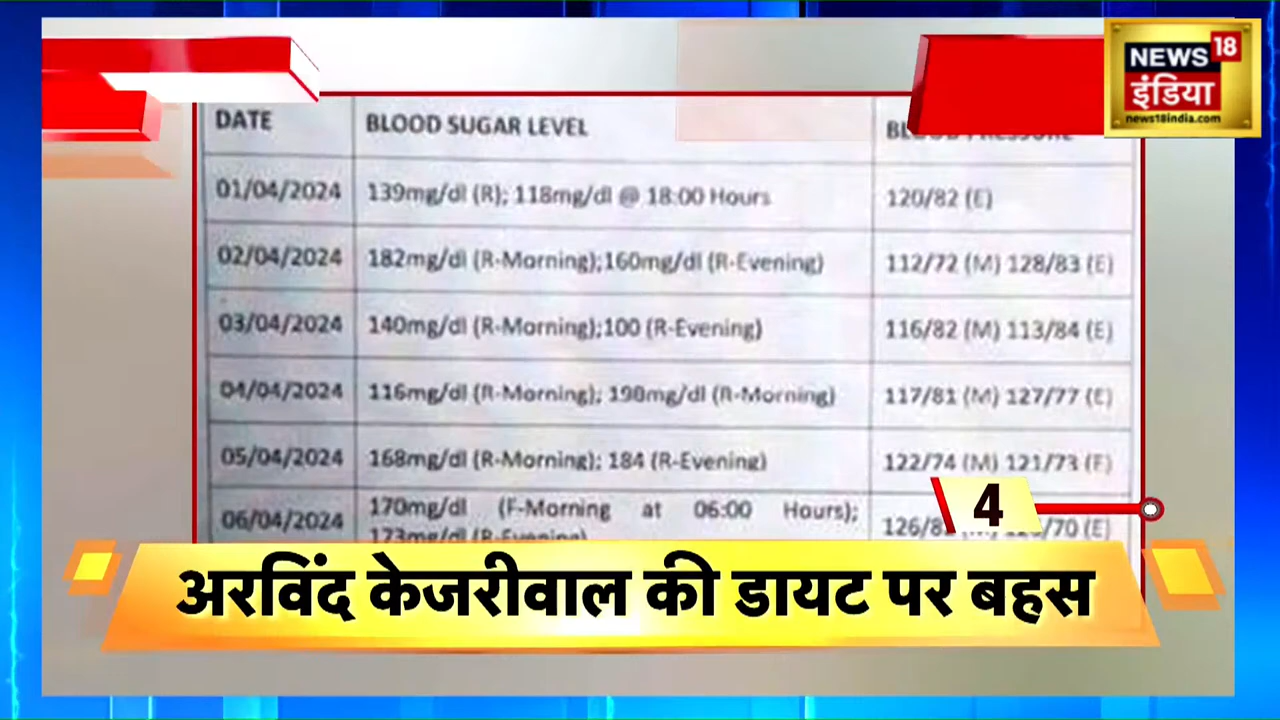 NEWS 18
इंडिया
news18india.com
DATE BLOOD SUGAR LEVEL
01/04/2024 139mg/dl (R); 118mg/dl @ 18:00 Hours 120/82 (E)
02/04/2024 182mg/dl (R-Morning);160mg/dl (R-Evening) 112/72 (M) 128/83 (E)
03/04/2024 140mg/dl (R-Morning);100 (R-Evening) 116/82 (M) 113/84 (E)
04/04/2024 116mg/dl (R-Morning); 198mg/dl (R-Morning) 117/81 (M) 127/77 (E)
05/04/2024 168mg/dl (R-Morning); 184 (R-Evening) 122/74 (M) 121/73 (E)
06/04/2024 170mg/dl (F-Morning at 06:00 Hours);
173mg/dl (R-Evening) /70 (E)
4
अरविंद केजरीवाल की डायट पर बहस